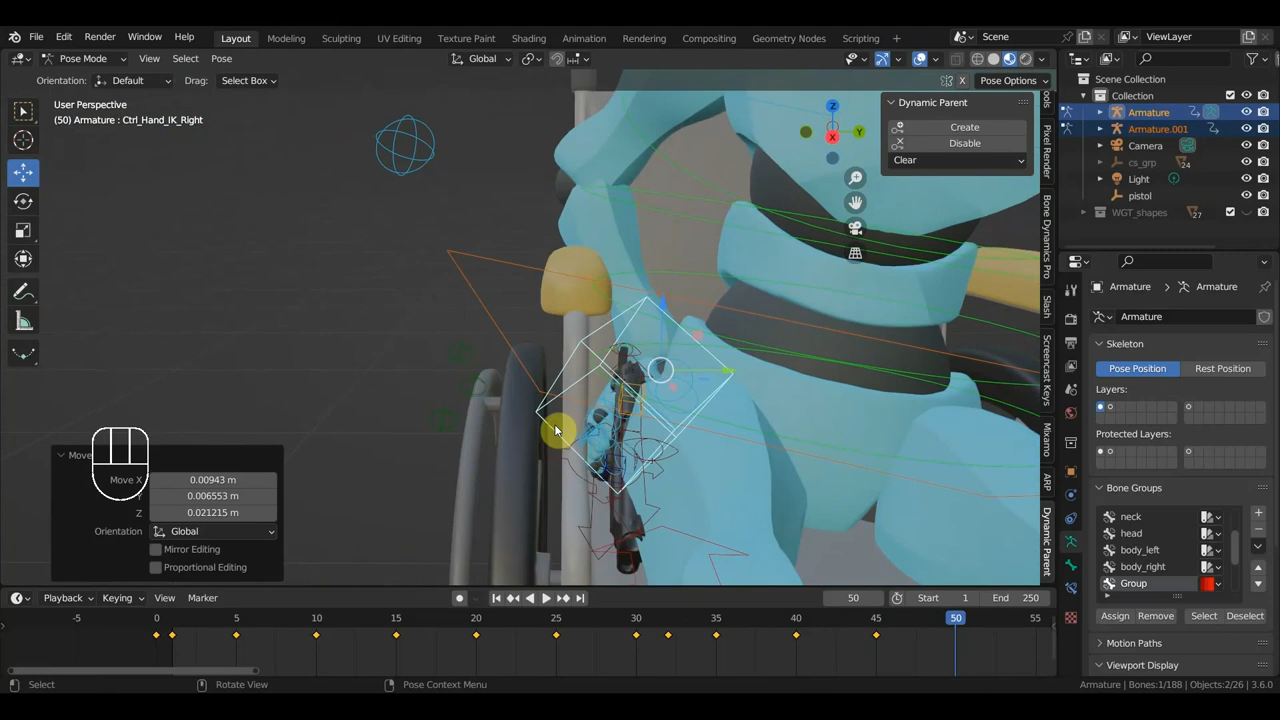 File Edit Render Window Help Layout Modeling Sculpting UV Editing Texture Paint Shading Animation Rendering Compositing Geometry Nodes Scripting + Scene ViewLayer
Pose Mode View Select Pose Global
Orientation: Default Drag: Select Box X Pose Options
User Perspective
(50) Armature : Ctrl_Hand_IK_Right
Dynamic Parent
Create
Disable
Clear
Z
Y
X
Pixel Render
Bone Dynamics Pro
Slash
Screencast Keys
Mixamo
ARP
Dynamic Parent
Scene Collection
Collection
Armature
Armature.001
Camera
cs_grp 24
Light
pistol
WGT_shapes 27
Armature > Armature
Armature
Skeleton
Pose Position Rest Position
Layers:
Protected Layers:
Bone Groups
neck
head
body_left
body_right
Group
Assign Remove Select Deselect
Motion Paths
Viewport Display
Move
Move X 0.00943 m
Y 0.006553 m
Z 0.021215 m
Orientation Global
Mirror Editing
Proportional Editing
Playback Keying View Marker 50 Start 1 End 250
-5 0 5 10 15 20 25 30 35 40 45 50 55
Select Rotate View Pose Context Menu Armature | Bones:1/188 | Objects:2/26 | 3.6.0